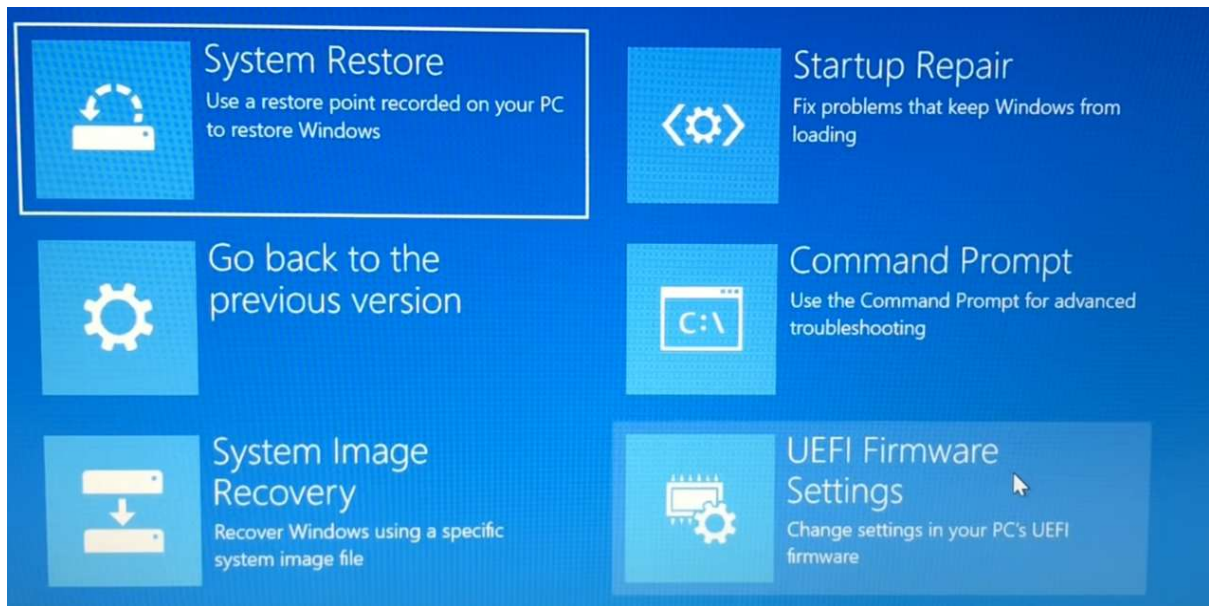 System Restore
Use a restore point recorded on your PC
to restore Windows
Startup Repair
Fix problems that keep Windows from
loading
Go back to the
previous version
Command Prompt
Use the Command Prompt for advanced
troubleshooting
C:\
System Image
Recovery
Recover Windows using a specific
system image file
UEFI Firmware
Settings
Change settings in your PC's UEFI
firmware